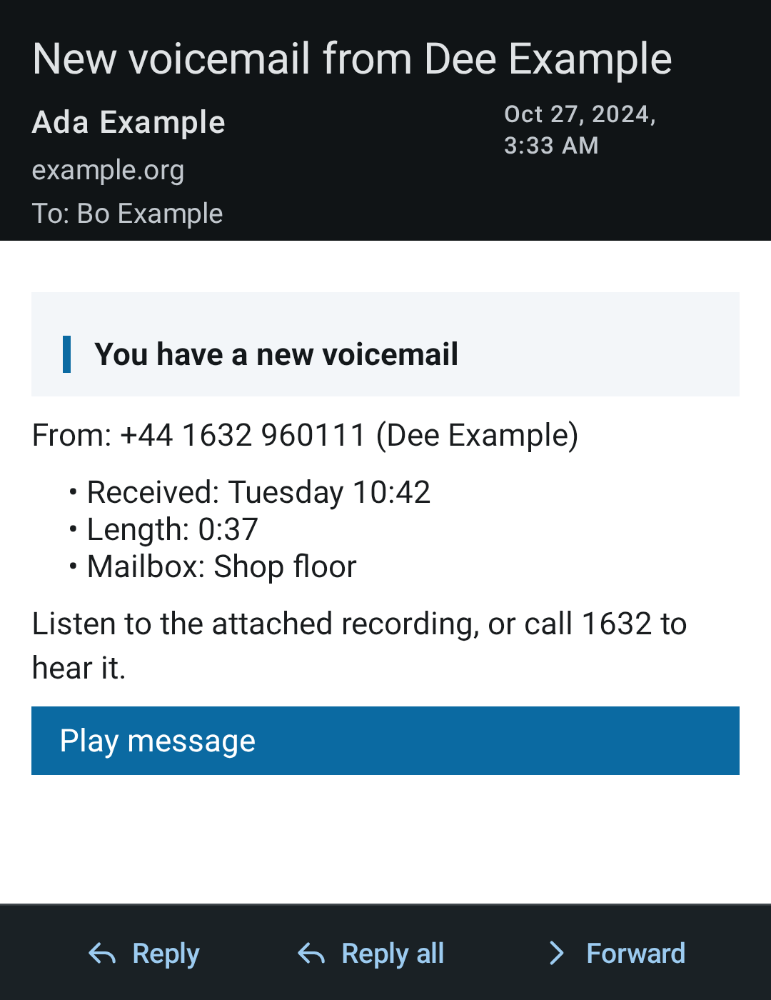 New voicemail from Dee Example
Ada Example
Oct 27, 2024,
3:33 AM
example.org
To: Bo Example
You have a new voicemail
From: +44 1632 960111 (Dee Example)
• Received: Tuesday 10:42
• Length: 0:37
• Mailbox: Shop floor
Listen to the attached recording, or call 1632 to
hear it.
Play message
Reply
Reply all
Forward